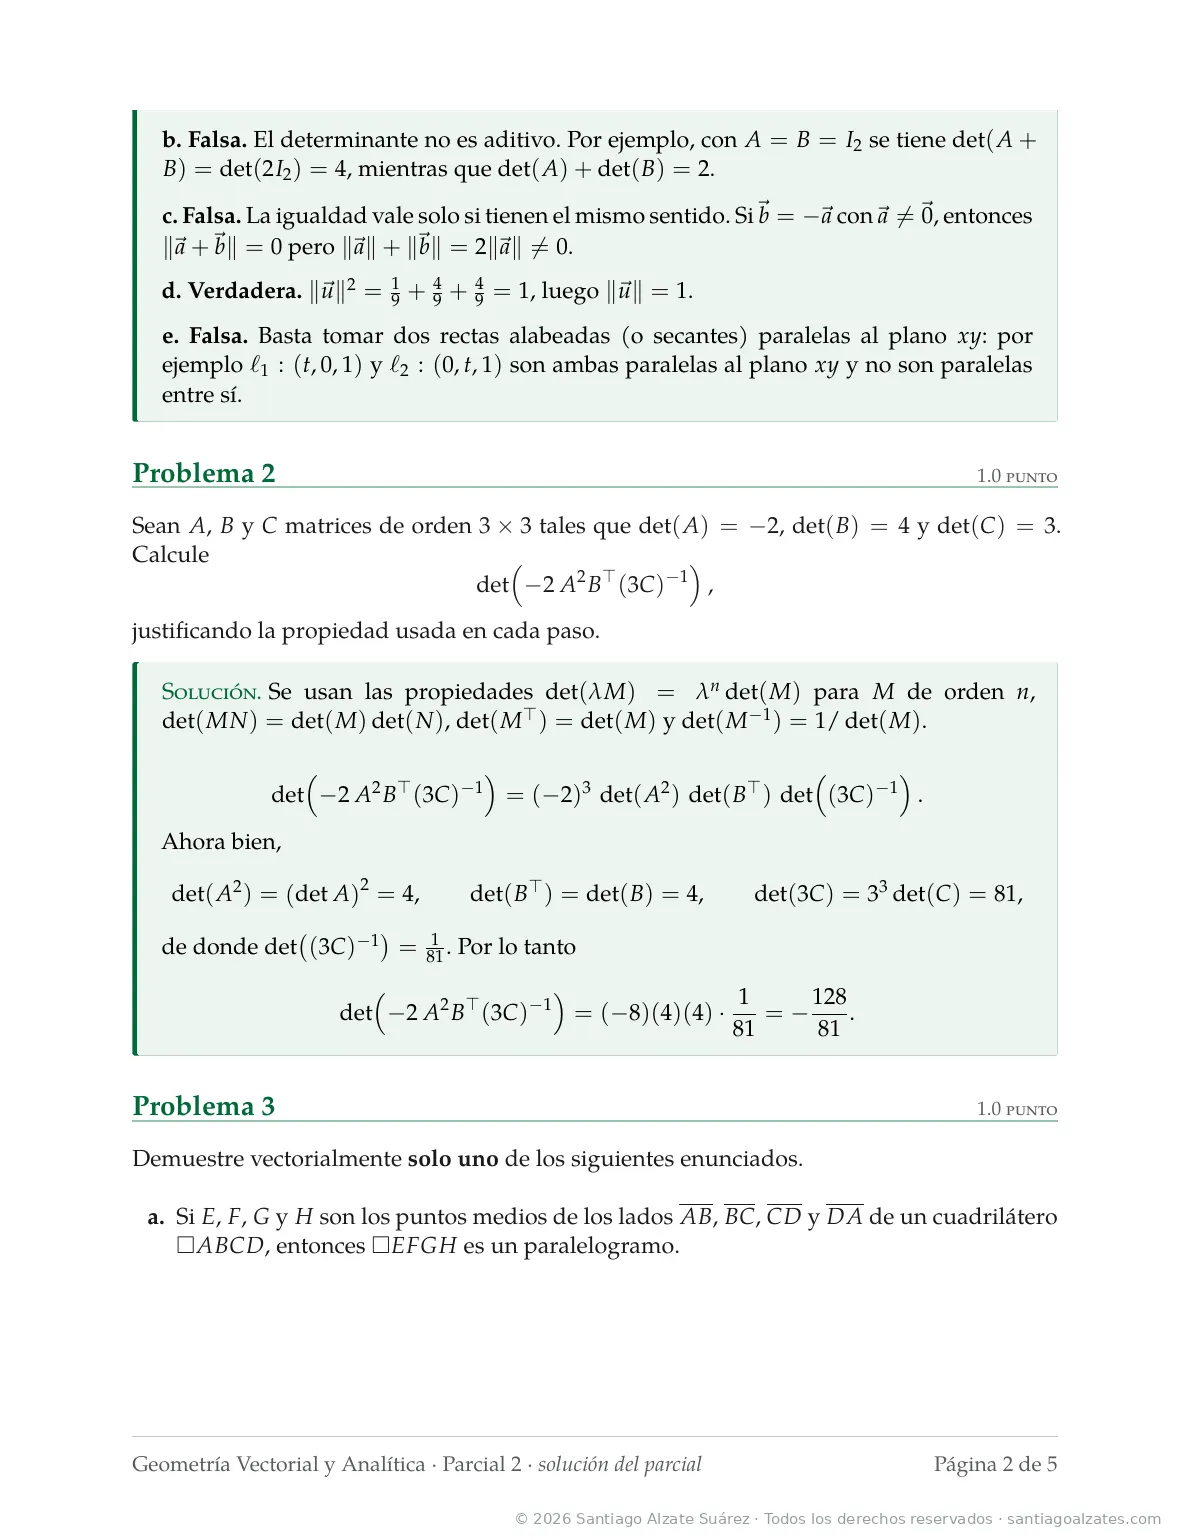 b. Falsa. El determinante no es aditivo. Por ejemplo, con A = B = I₂ se tiene det(A +
B) = det(2I₂) = 4, mientras que det(A) + det(B) = 2.
c. Falsa. La igualdad vale solo si tienen el mismo sentido. Si b⃗ = −a⃗ con a⃗ ≠ 0⃗, entonces
‖a⃗ + b⃗‖ = 0 pero ‖a⃗‖ + ‖b⃗‖ = 2‖a⃗‖ ≠ 0.
d. Verdadera. ‖u⃗‖² = 1/9 + 4/9 + 4/9 = 1, luego ‖u⃗‖ = 1.
e. Falsa. Basta tomar dos rectas alabeadas (o secantes) paralelas al plano xy: por
ejemplo ℓ₁ : (t, 0, 1) y ℓ₂ : (0, t, 1) son ambas paralelas al plano xy y no son paralelas
entre sí.
Problema 2 1.0 PUNTO
Sean A, B y C matrices de orden 3 × 3 tales que det(A) = −2, det(B) = 4 y det(C) = 3.
Calcule
det(−2 A²B⊤(3C)⁻¹) ,
justificando la propiedad usada en cada paso.
SOLUCIÓN. Se usan las propiedades det(λM) = λⁿ det(M) para M de orden n,
det(MN) = det(M) det(N), det(M⊤) = det(M) y det(M⁻¹) = 1/ det(M).
det(−2 A²B⊤(3C)⁻¹) = (−2)³ det(A²) det(B⊤) det((3C)⁻¹) .
Ahora bien,
det(A²) = (det A)² = 4, det(B⊤) = det(B) = 4, det(3C) = 3³ det(C) = 81,
de donde det((3C)⁻¹) = 1/81. Por lo tanto
det(−2 A²B⊤(3C)⁻¹) = (−8)(4)(4) · 1/81 = −128/81.
Problema 3 1.0 PUNTO
Demuestre vectorialmente solo uno de los siguientes enunciados.
a. Si E, F, G y H son los puntos medios de los lados A̅B̅, B̅C̅, C̅D̅ y D̅A̅ de un cuadrilátero
□ABCD, entonces □EFGH es un paralelogramo.
Geometría Vectorial y Analítica · Parcial 2 · solución del parcial Página 2 de 5
© 2026 Santiago Alzate Suárez · Todos los derechos reservados · santiagoalzates.com